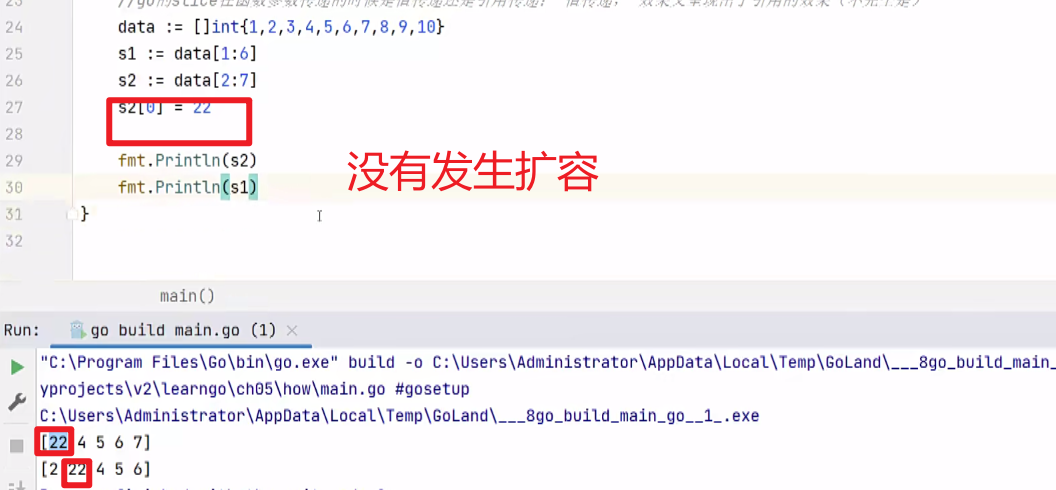 23 //go的slice在函数参数传递的时候是值传递还是引用传递: 值传递, 效果又呈现出了引用的效果(不完全是)
24 data := []int{1,2,3,4,5,6,7,8,9,10}
25 s1 := data[1:6]
26 s2 := data[2:7]
27 s2[0] = 22
28
29 fmt.Println(s2)
没有发生扩容
30 fmt.Println(s1)
31 }
32
main()
Run: go build main.go (1) ×
"C:\Program Files\Go\bin\go.exe" build -o C:\Users\Administrator\AppData\Local\Temp\GoLand\___8go_build_main_
yprojects\v2\learngo\ch05\how\main.go #gosetup
C:\Users\Administrator\AppData\Local\Temp\GoLand\___8go_build_main_go__1_.exe
[22 4 5 6 7]
[2 22 4 5 6]